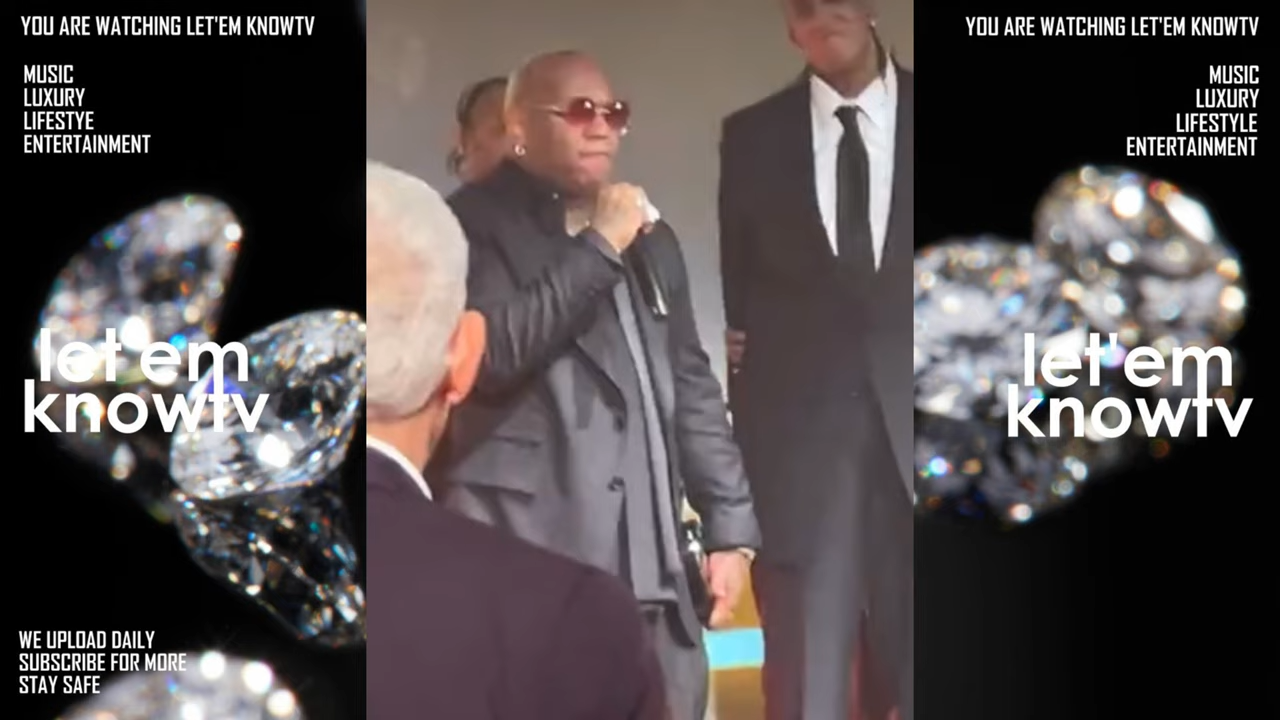 YOU ARE WATCHING LET'EM KNOWTV
MUSIC
LUXURY
LIFESTYE
ENTERTAINMENT
let'em
knowtv
WE UPLOAD DAILY
SUBSCRIBE FOR MORE
STAY SAFE
YOU ARE WATCHING LET'EM KNOWTV
MUSIC
LUXURY
LIFESTYLE
ENTERTAINMENT
let'em
knowtv